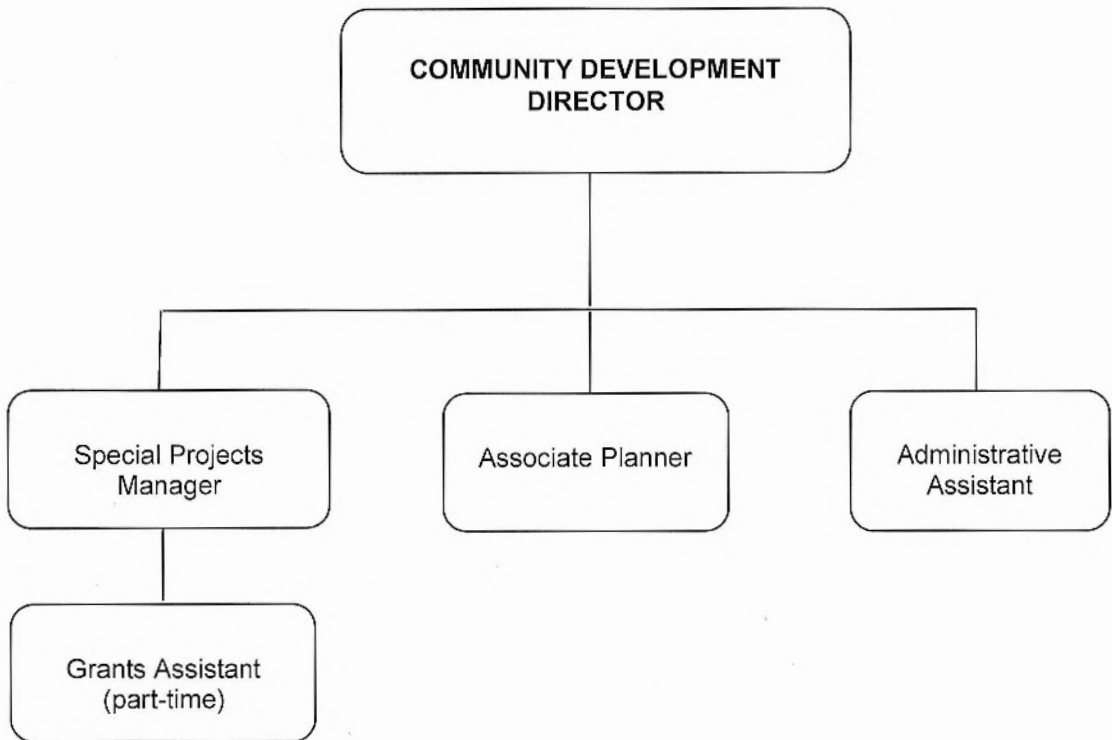 COMMUNITY DEVELOPMENT
DIRECTOR
Special Projects
Manager
Associate Planner
Administrative
Assistant
Grants Assistant
(part-time)